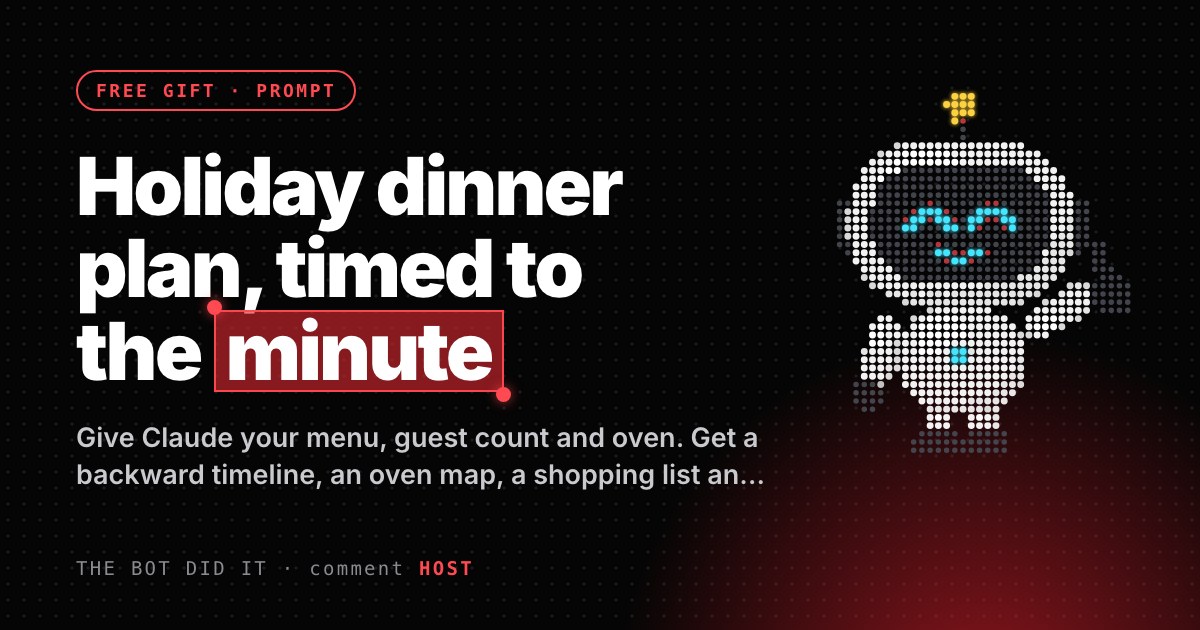 FREE GIFT · PROMPT
Holiday dinner
plan, timed to
the minute
Give Claude your menu, guest count and oven. Get a
backward timeline, an oven map, a shopping list an...
THE BOT DID IT · comment HOST